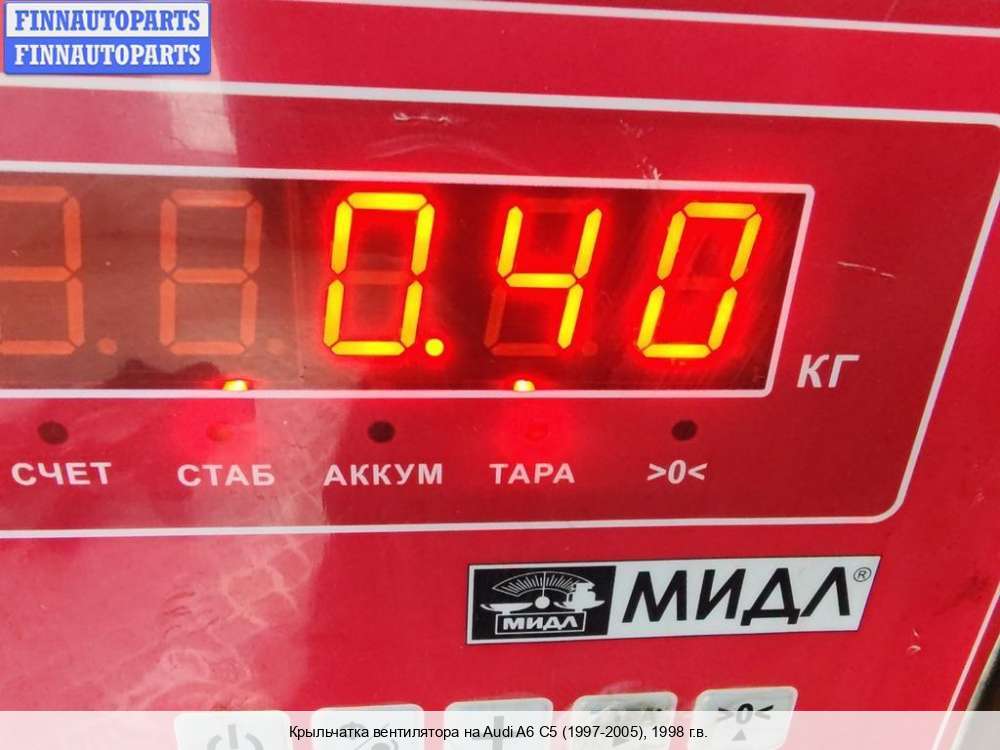 FINNAUTOPARTS
FINNAUTOPARTS
0.40
КГ
СЧЕТ СТАБ АККУМ ТАРА >0<
МИДЛ МИДЛ®
>0<
Крыльчатка вентилятора на Audi A6 C5 (1997-2005), 1998 г.в.